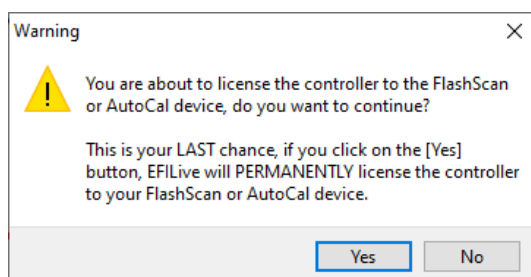 Warning
You are about to license the controller to the FlashScan
or AutoCal device, do you want to continue?
This is your LAST chance, if you click on the [Yes]
button, EFILive will PERMANENTLY license the controller
to your FlashScan or AutoCal device.
Yes
No